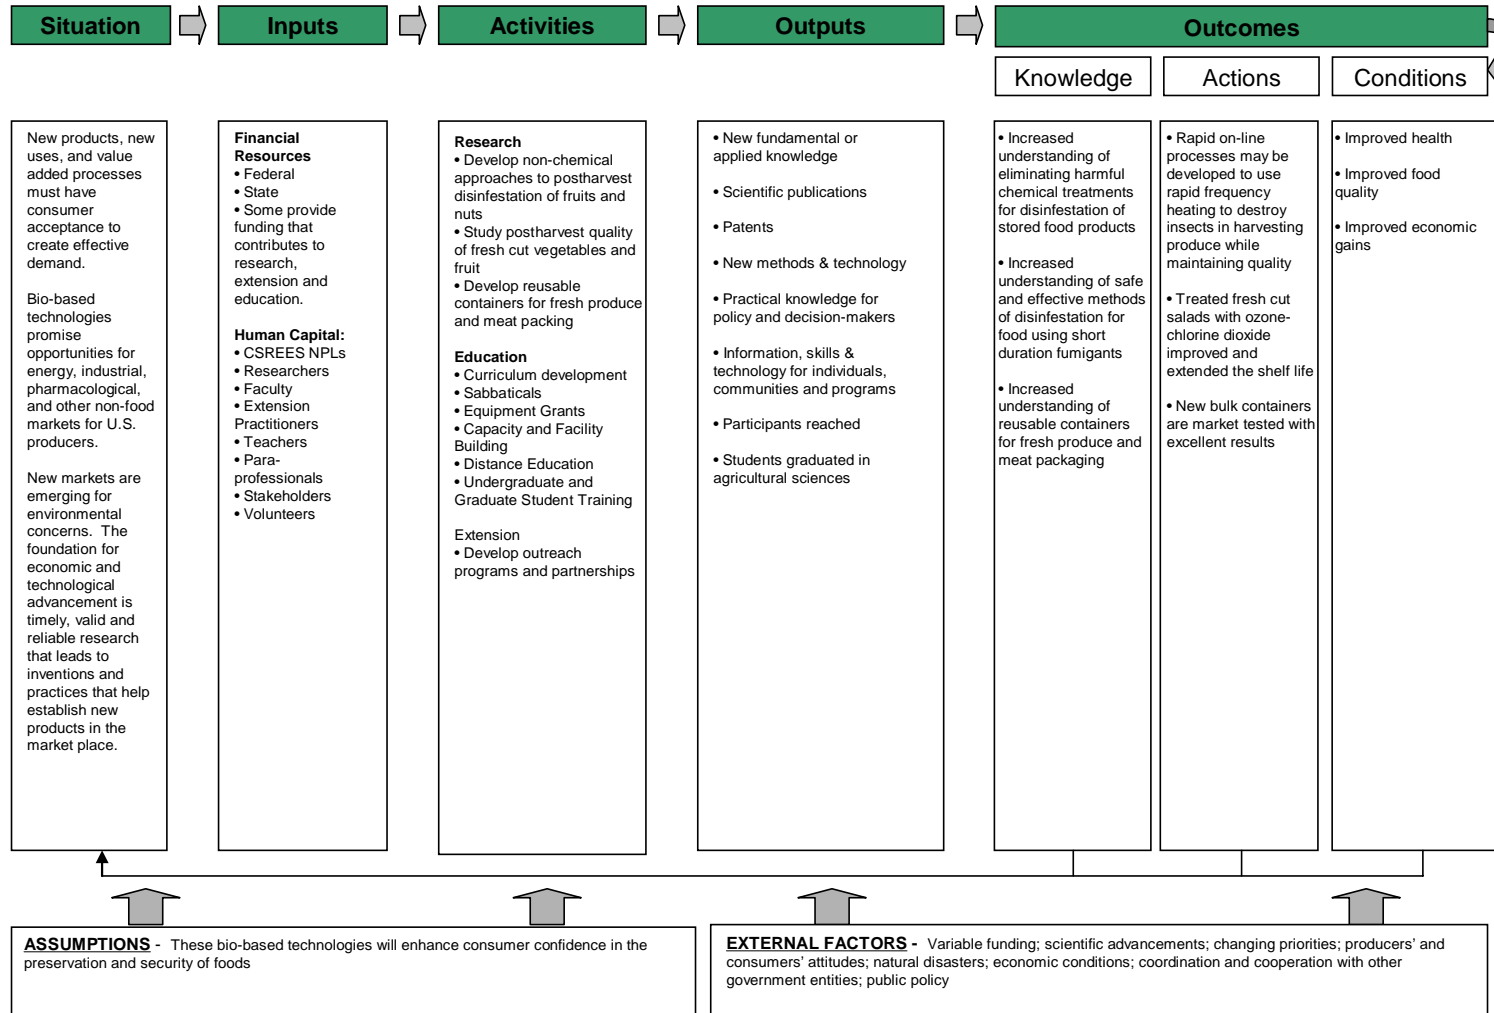 Situation
Inputs
Activities
Outputs
Outcomes
Knowledge
Actions
Conditions
New products, new
uses, and value
added processes
must have
consumer
acceptance to
create effective
demand.
Bio-based
technologies
promise
opportunities for
energy, industrial,
pharmacological,
and other non-food
markets for U.S.
producers.
New markets are
emerging for
environmental
concerns.  The
foundation for
economic and
technological
advancement is
timely, valid and
reliable research
that leads to
inventions and
practices that help
establish new
products in the
market place.
Financial
Resources
• Federal
• State
• Some provide
funding that
contributes to
research,
extension and
education.
Human Capital:
• CSREES NPLs
• Researchers
• Faculty
• Extension
Practitioners
• Teachers
• Para-
professionals
• Stakeholders
• Volunteers
Research
• Develop non-chemical
approaches to postharvest
disinfestation of fruits and
nuts
• Study postharvest quality
of fresh cut vegetables and
fruit
• Develop reusable
containers for fresh produce
and meat packing
Education
• Curriculum development
• Sabbaticals
• Equipment Grants
• Capacity and Facility
Building
• Distance Education
• Undergraduate and
Graduate Student Training
Extension
• Develop outreach
programs and partnerships
• New fundamental or
applied knowledge
• Scientific publications
• Patents
• New methods & technology
• Practical knowledge for
policy and decision-makers
• Information, skills &
technology for individuals,
communities and programs
• Participants reached
• Students graduated in
agricultural sciences
• Increased
understanding of
eliminating harmful
chemical treatments
for disinfestation of
stored food products
• Increased
understanding of safe
and effective methods
of disinfestation for
food using short
duration fumigants
• Increased
understanding of
reusable containers
for fresh produce and
meat packaging
• Rapid on-line
processes may be
developed to use
rapid frequency
heating to destroy
insects in harvesting
produce while
maintaining quality
• Treated fresh cut
salads with ozone-
chlorine dioxide
improved and
extended the shelf life
• New bulk containers
are market tested with
excellent results
• Improved health
• Improved food
quality
• Improved economic
gains
ASSUMPTIONS - These bio-based technologies will enhance consumer confidence in the
preservation and security of foods
EXTERNAL FACTORS - Variable funding; scientific advancements; changing priorities; producers' and
consumers' attitudes; natural disasters; economic conditions; coordination and cooperation with other
government entities; public policy